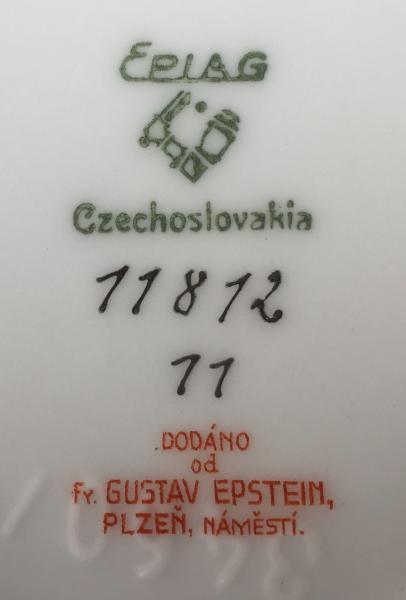 EPIAG
Czechoslovakia
11812
11
DODÁNO
od
fy. GUSTAV EPSTEIN,
PLZEŇ, NÁMĚSTÍ.